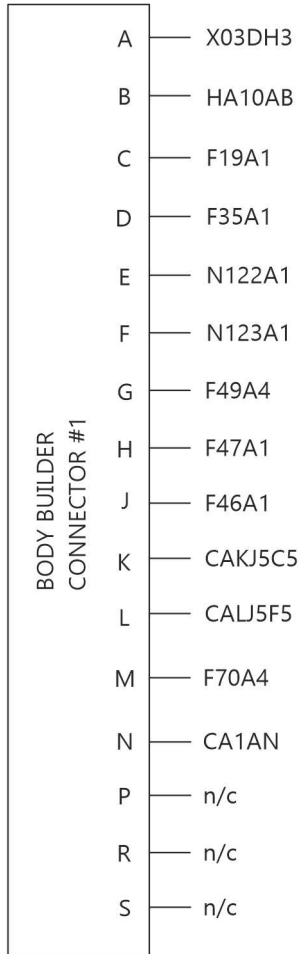 A X03DH3
B HA10AB
C F19A1
D F35A1
E N122A1
F N123A1
G F49A4
H F47A1
J F46A1
K CAKJ5C5
L CALJ5F5
M F70A4
N CA1AN
P n/c
R n/c
S n/c
BODY BUILDER
CONNECTOR #1